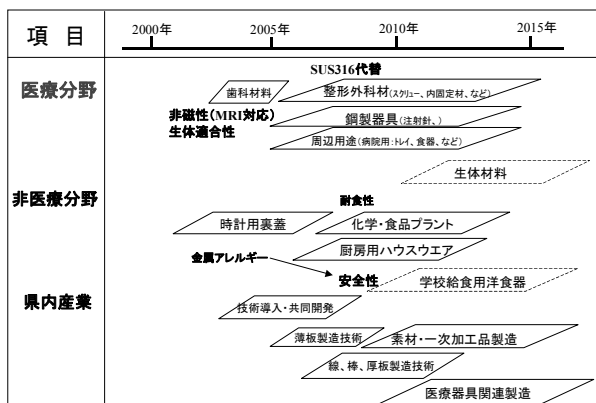 項 目
2000年 2005年 2010年 2015年
SUS316代替
医療分野
歯科材料
整形外科材(スクリュー、内固定材、など)
非磁性(MRI対応)
生体適合性
鋼製器具(注射針、)
周辺用途(病院用:トレイ、食器、など)
生体材料
非医療分野
耐食性
時計用裏蓋
化学・食品プラント
厨房用ハウスウエア
金属アレルギー
安全性
学校給食用洋食器
県内産業
技術導入・共同開発
薄板製造技術
素材・一次加工品製造
線、棒、厚板製造技術
医療器具関連製造